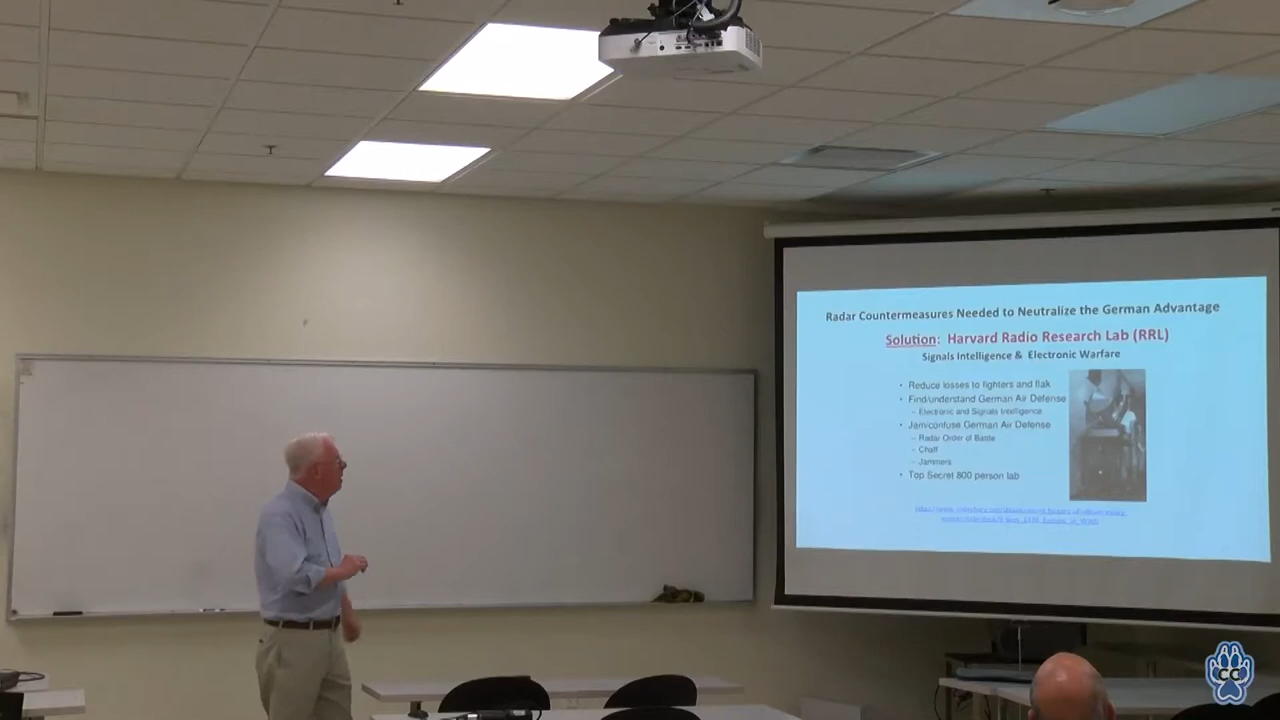 Radar Countermeasures Needed to Neutralize the German Advantage
Solution: Harvard Radio Research Lab (RRL)
Signals Intelligence & Electronic Warfare
• Reduce losses to fighters and flak
• Find/understand German Air Defense
– Electronic and Signals Intelligence
• Jam/confuse German Air Defense
– Radar Order of Battle
– Chaff
– Jammers
• Top Secret 800 person lab
CC